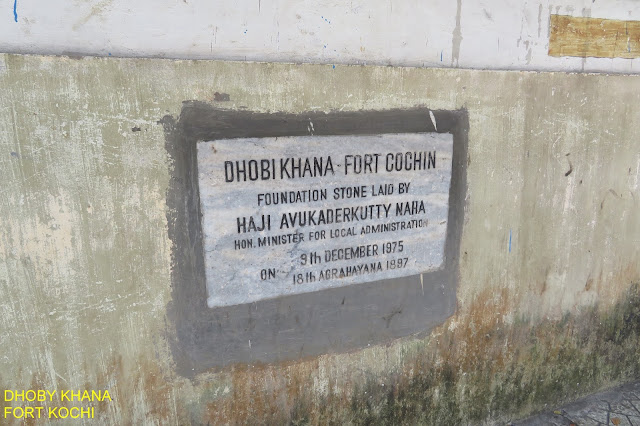 DHOBI KHANA - FORT COCHIN
FOUNDATION STONE LAID BY
HAJI AVUKADERKUTTY NAHA
HON. MINISTER FOR LOCAL ADMINISTRATION
ON 9th DECEMBER 1975
18th AGRAHAYANA 1897
DHOBY KHANA
FORT KOCHI